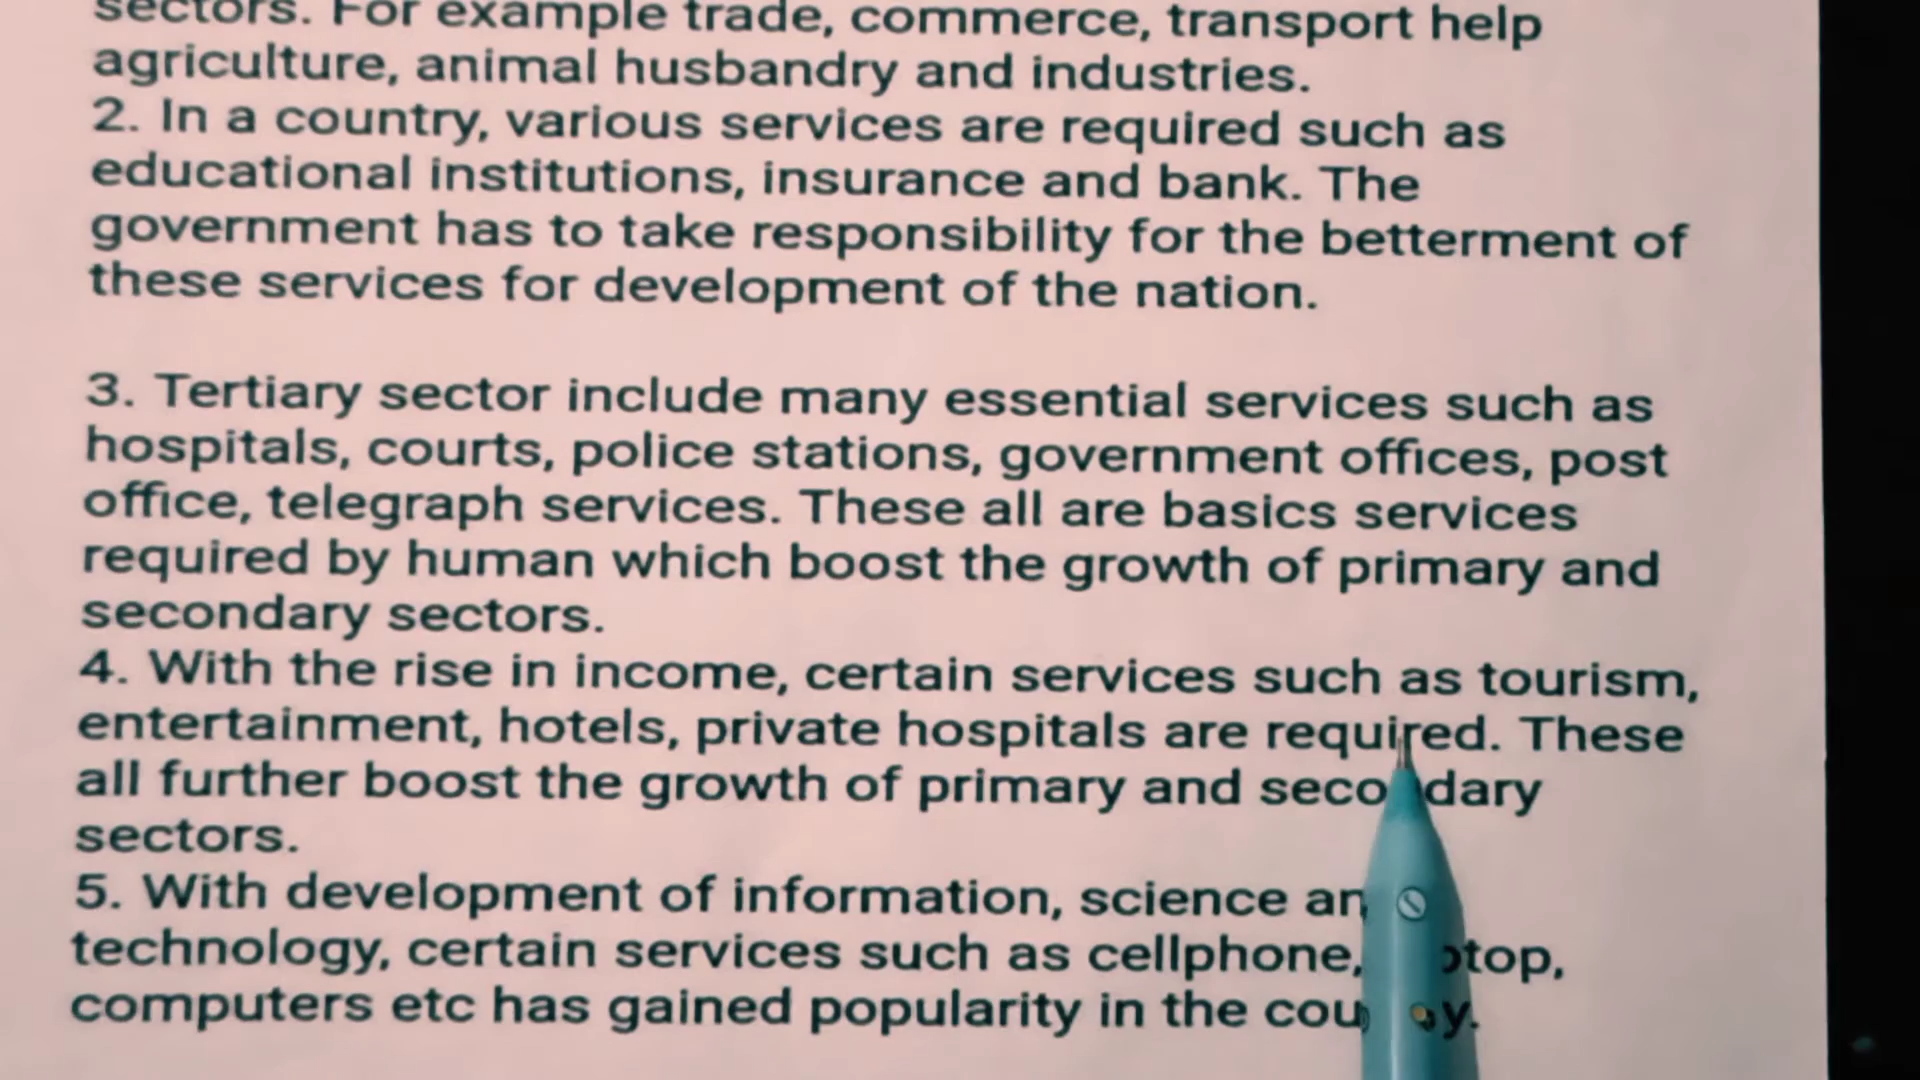 sectors. For example trade, commerce, transport help
agriculture, animal husbandry and industries.
2. In a country, various services are required such as
educational institutions, insurance and bank. The
government has to take responsibility for the betterment of
these services for development of the nation.
3. Tertiary sector include many essential services such as
hospitals, courts, police stations, government offices, post
office, telegraph services. These all are basics services
required by human which boost the growth of primary and
secondary sectors.
4. With the rise in income, certain services such as tourism,
entertainment, hotels, private hospitals are required. These
all further boost the growth of primary and secondary
sectors.
5. With development of information, science
technology, certain services such as cellphone,
computers etc has gained popularity in the